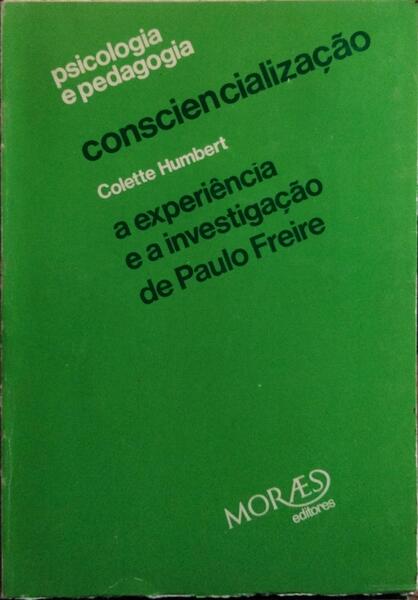 psicologia
e pedagogia
consciencialização
Colette Humbert
a experiência
e a investigação
de Paulo Freire
MORÆS
editores